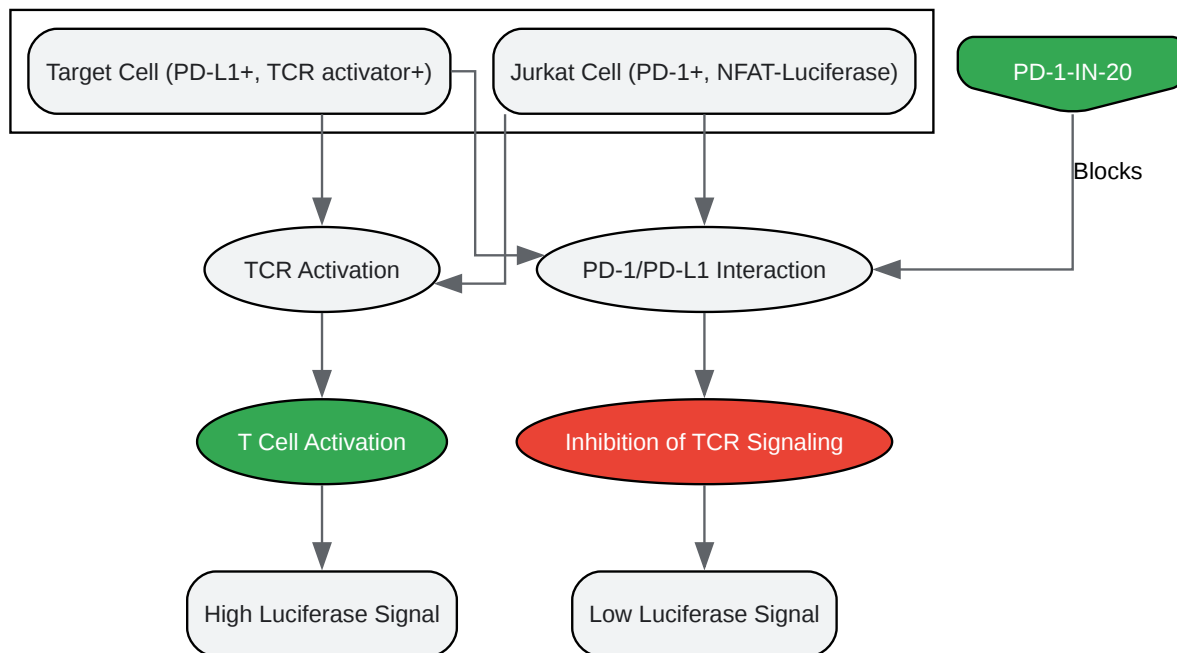 Target Cell (PD-L1+, TCR activator+)
Jurkat Cell (PD-1+, NFAT-Luciferase)
PD-1-IN-20
Blocks
TCR Activation
PD-1/PD-L1 Interaction
T Cell Activation
Inhibition of TCR Signaling
High Luciferase Signal
Low Luciferase Signal